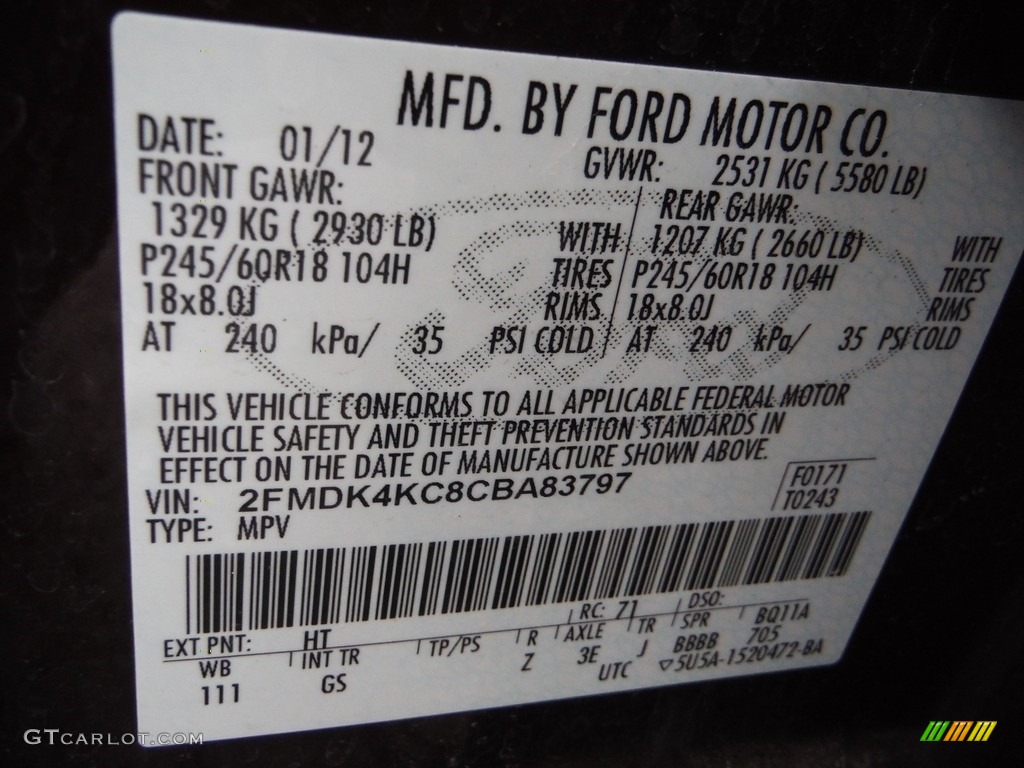 MFD. BY FORD MOTOR CO.
DATE: 01/12 GVWR: 2531 KG ( 5580 LB)
FRONT GAWR: REAR GAWR:
1329 KG ( 2930 LB) WITH 1207 KG ( 2660 LB) WITH
P245/60R18 104H TIRES P245/60R18 104H TIRES
18x8.0J RIMS 18x8.0J RIMS
AT 240 kPa/ 35 PSI COLD AT 240 kPa/ 35 PSI COLD
Ford
THIS VEHICLE CONFORMS TO ALL APPLICABLE FEDERAL MOTOR
VEHICLE SAFETY AND THEFT PREVENTION STANDARDS IN
EFFECT ON THE DATE OF MANUFACTURE SHOWN ABOVE.
VIN: 2FMDK4KC8CBA83797 F0171
TYPE: MPV T0243
EXT PNT: HT RC: 71 DSO:
WB INT TR TP/PS R AXLE TR SPR BQ11A
111 GS Z 3E J BBBB 705
UTC ▽5U5A-1520472-BA
GTCARLOT.COM